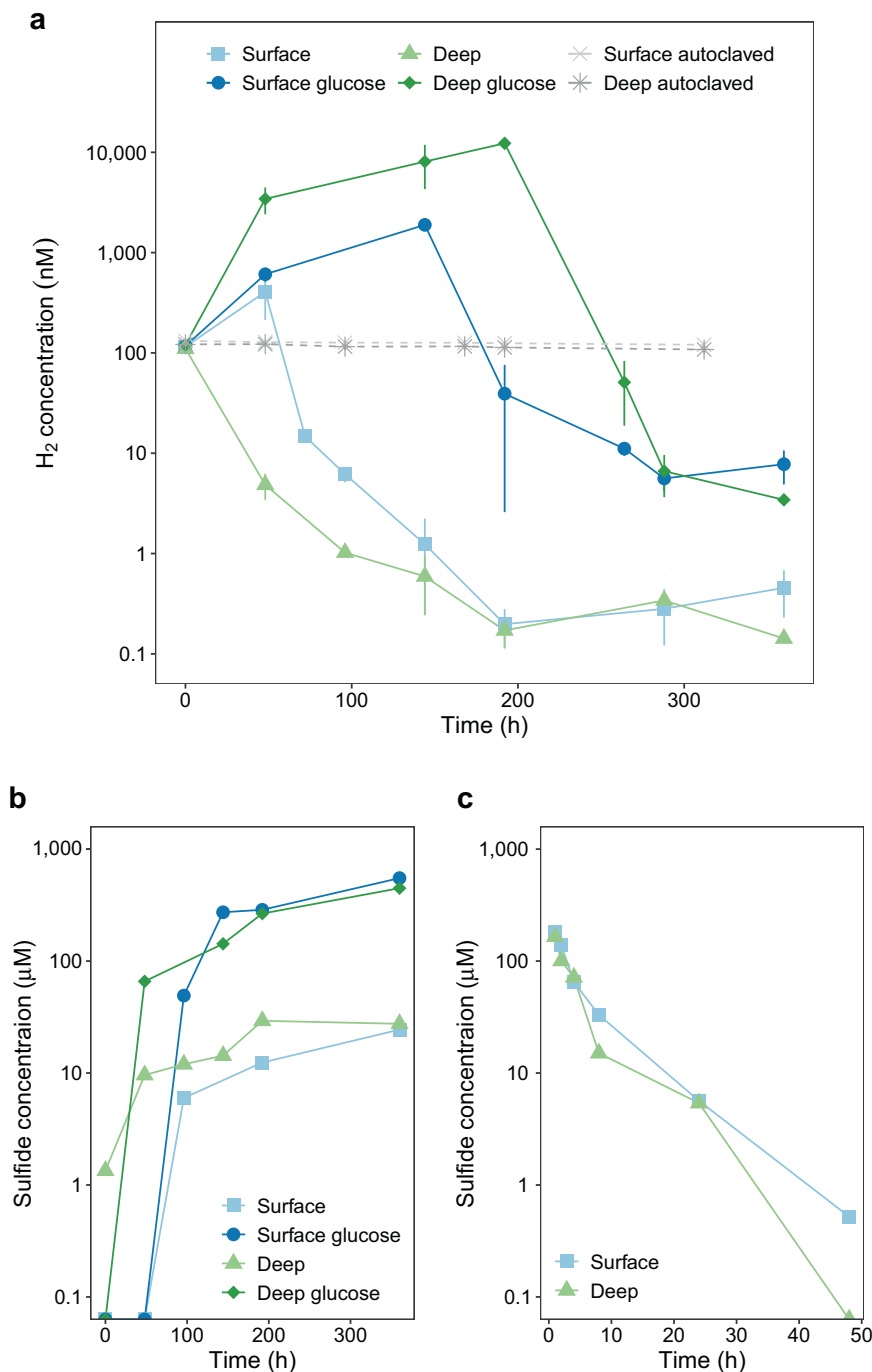 a
Surface Deep Surface autoclaved
Surface glucose Deep glucose Deep autoclaved
10,000
1,000
100
10
1
0.1
H2 concentration (nM)
0 100 200 300
Time (h)
b
1,000
100
10
1
0.1
Sulfide concentraion (µM)
Surface
Surface glucose
Deep
Deep glucose
0 100 200 300
Time (h)
c
1,000
100
10
1
0.1
Sulfide concentraion (µM)
Surface
Deep
0 10 20 30 40 50
Time (h)